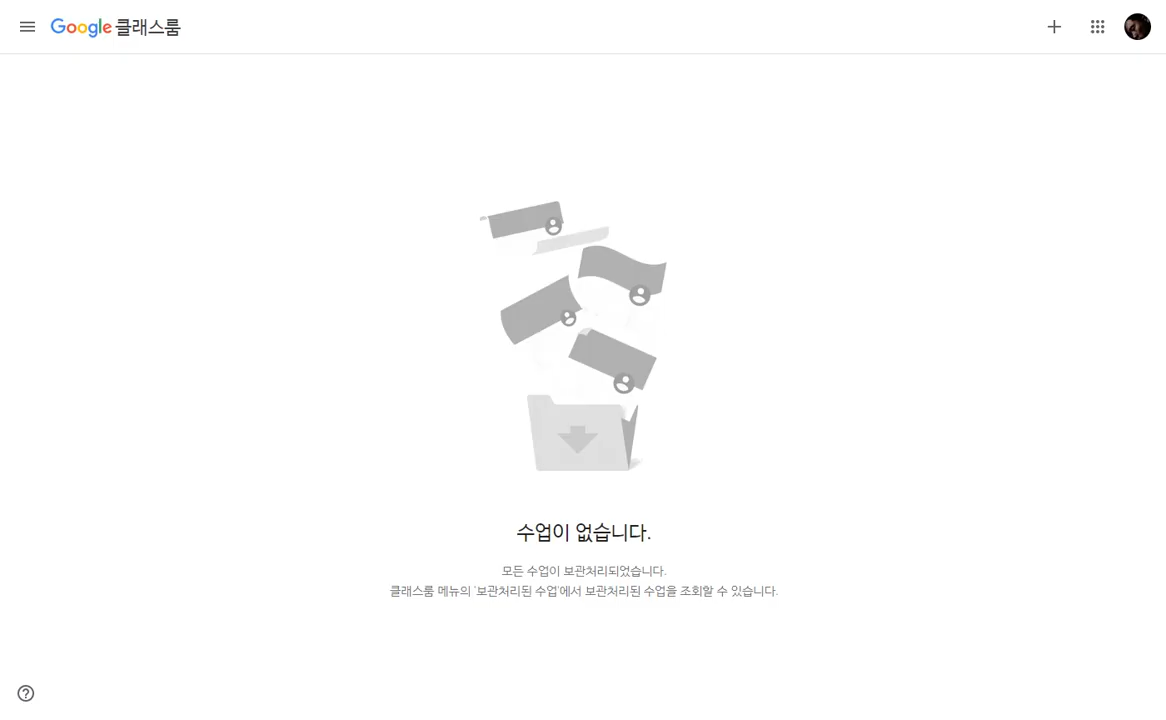 Google 클래스룸
수업이 없습니다.
모든 수업이 보관처리되었습니다.
클래스룸 메뉴의 '보관처리된 수업'에서 보관처리된 수업을 조회할 수 있습니다.